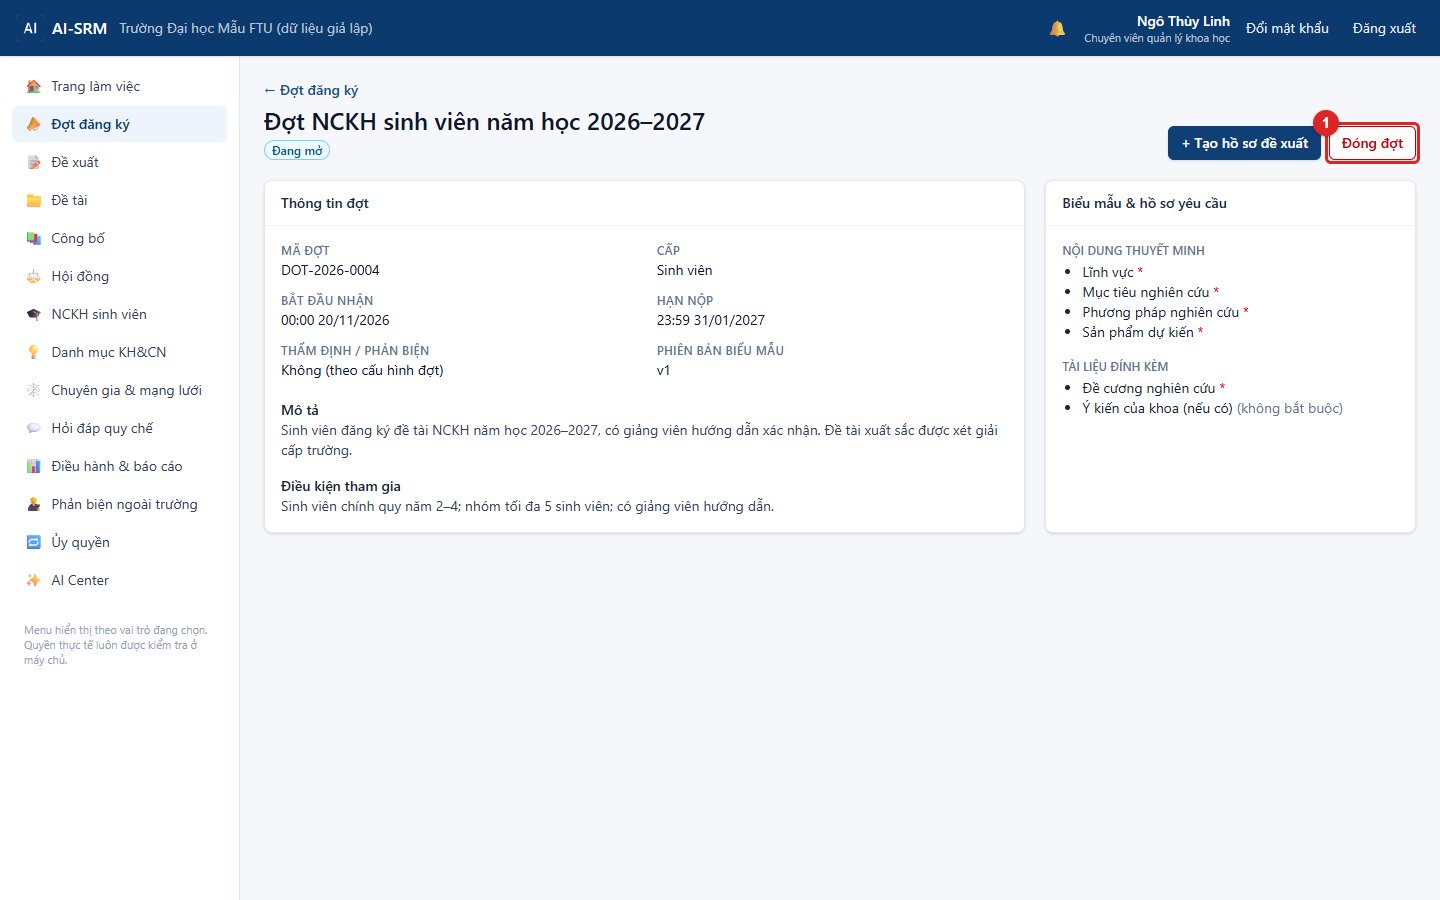 AI AI-SRM Trường Đại học Mẫu FTU (dữ liệu giả lập)
Ngô Thùy Linh
Chuyên viên quản lý khoa học
Đổi mật khẩu
Đăng xuất
Trang làm việc
Đợt đăng ký
Đề xuất
Đề tài
Công bố
Hội đồng
NCKH sinh viên
Danh mục KH&CN
Chuyên gia & mạng lưới
Hỏi đáp quy chế
Điều hành & báo cáo
Phản biện ngoài trường
Ủy quyền
AI Center
Menu hiển thị theo vai trò đang chọn.
Quyền thực tế luôn được kiểm tra ở
máy chủ.
← Đợt đăng ký
Đợt NCKH sinh viên năm học 2026–2027
Đang mở
+ Tạo hồ sơ đề xuất
1
Đóng đợt
Thông tin đợt
MÃ ĐỢT
DOT-2026-0004
CẤP
Sinh viên
BẮT ĐẦU NHẬN
00:00 20/11/2026
HẠN NỘP
23:59 31/01/2027
THẨM ĐỊNH / PHẢN BIỆN
Không (theo cấu hình đợt)
PHIÊN BẢN BIỂU MẪU
v1
Mô tả
Sinh viên đăng ký đề tài NCKH năm học 2026–2027, có giảng viên hướng dẫn xác nhận. Đề tài xuất sắc được xét giải
cấp trường.
Điều kiện tham gia
Sinh viên chính quy năm 2–4; nhóm tối đa 5 sinh viên; có giảng viên hướng dẫn.
Biểu mẫu & hồ sơ yêu cầu
NỘI DUNG THUYẾT MINH
• Lĩnh vực *
• Mục tiêu nghiên cứu *
• Phương pháp nghiên cứu *
• Sản phẩm dự kiến *
TÀI LIỆU ĐÍNH KÈM
• Đề cương nghiên cứu *
• Ý kiến của khoa (nếu có) (không bắt buộc)